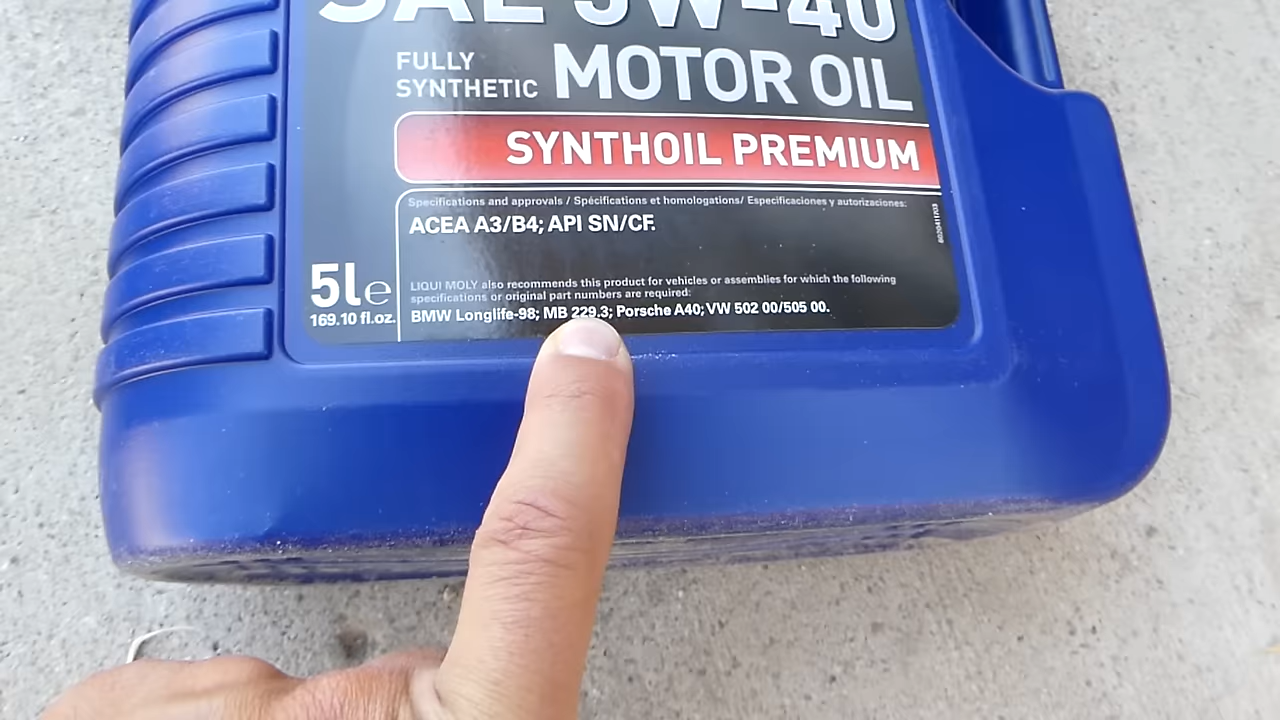 SAE 5W-40
FULLY
SYNTHETIC
MOTOR OIL
SYNTHOIL PREMIUM
Specifications and approvals / Spécifications et homologations/ Especificaciones y autorizaciones:
ACEA A3/B4; API SN/CF.
LIQUI MOLY also recommends this product for vehicles or assemblies for which the following
specifications or original part numbers are required:
BMW Longlife-98; MB 229.3; Porsche A40; VW 502 00/505 00.
5l e
169.10 fl.oz.